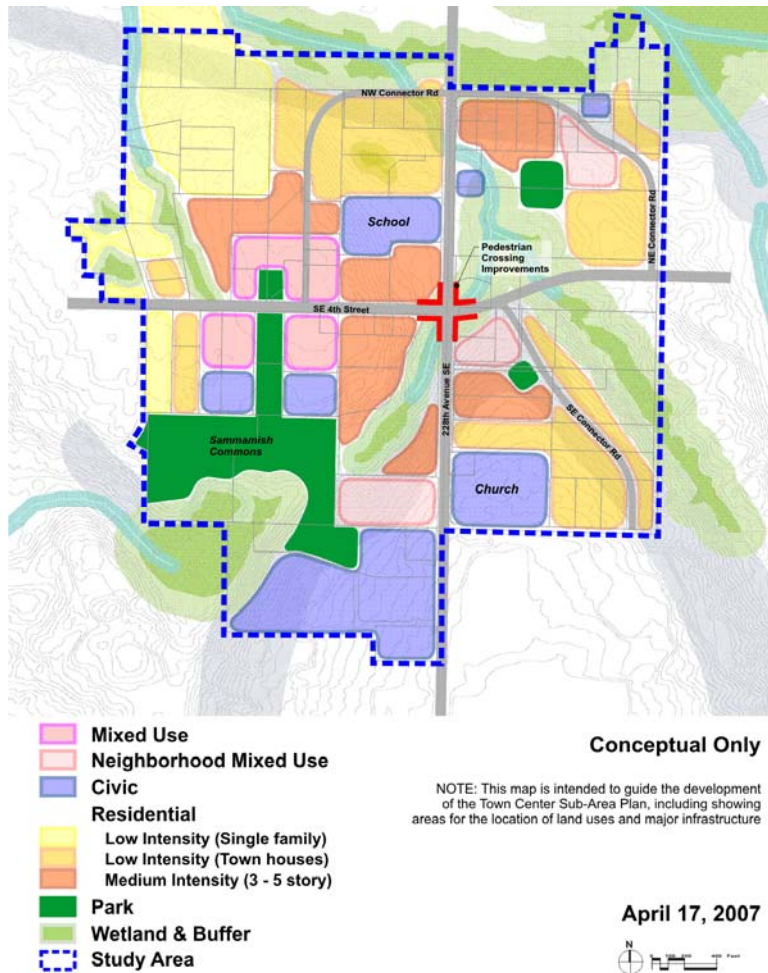 NW Connector Rd
School
NE Connector Rd
Pedestrian
Crossing
Improvements
SE 4th Street
228th Avenue SE
SE Connector Rd
Sammamish
Commons
Church
Mixed Use
Neighborhood Mixed Use
Civic
Residential
Low Intensity (Single family)
Low Intensity (Town houses)
Medium Intensity (3 - 5 story)
Park
Wetland & Buffer
Study Area
Conceptual Only
NOTE: This map is intended to guide the development
of the Town Center Sub-Area Plan, including showing
areas for the location of land uses and major infrastructure
April 17, 2007
N
Feet